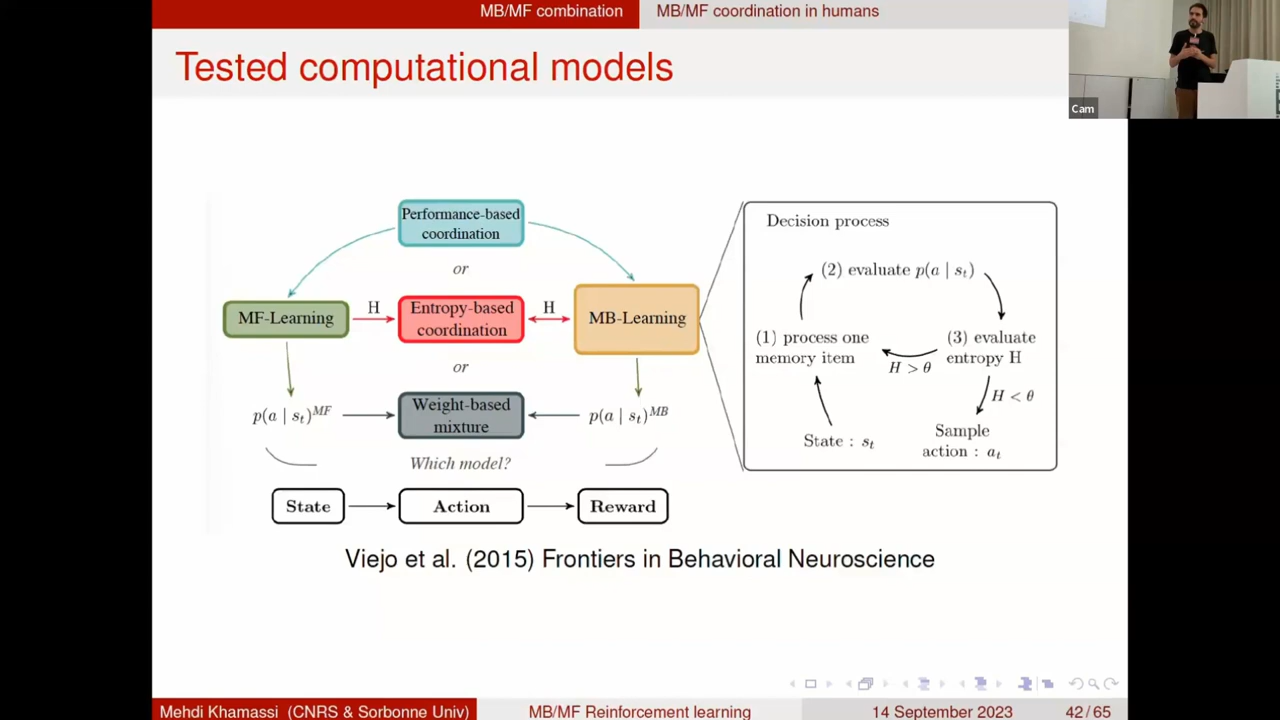 MB/MF combination
MB/MF coordination in humans
Tested computational models
Cam
Performance-based
coordination
or
MF-Learning
H
Entropy-based
coordination
H
MB-Learning
or
p(a | s_t)^{MF}
Weight-based
mixture
p(a | s_t)^{MB}
Which model?
State
Action
Reward
Decision process
(2) evaluate p(a | s_t)
(1) process one
memory item
(3) evaluate
entropy H
H > θ
H < θ
State : s_t
Sample
action : a_t
Viejo et al. (2015) Frontiers in Behavioral Neuroscience
Mehdi Khamassi (CNRS & Sorbonne Univ)
MB/MF Reinforcement learning
14 September 2023
42 / 65